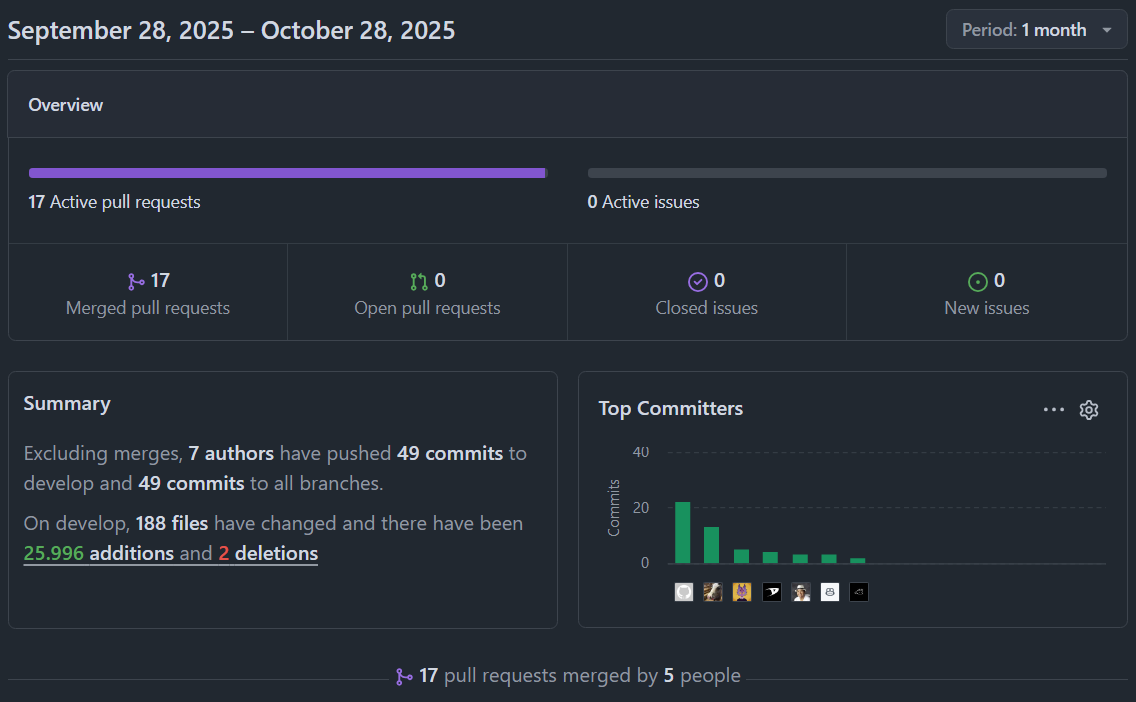 September 28, 2025 – October 28, 2025
Period: 1 month
Overview
17 Active pull requests
0 Active issues
17
Merged pull requests
0
Open pull requests
0
Closed issues
0
New issues
Summary
Excluding merges, 7 authors have pushed 49 commits to
develop and 49 commits to all branches.
On develop, 188 files have changed and there have been
25.996 additions and 2 deletions
Top Committers
40
20
0
Commits
17 pull requests merged by 5 people